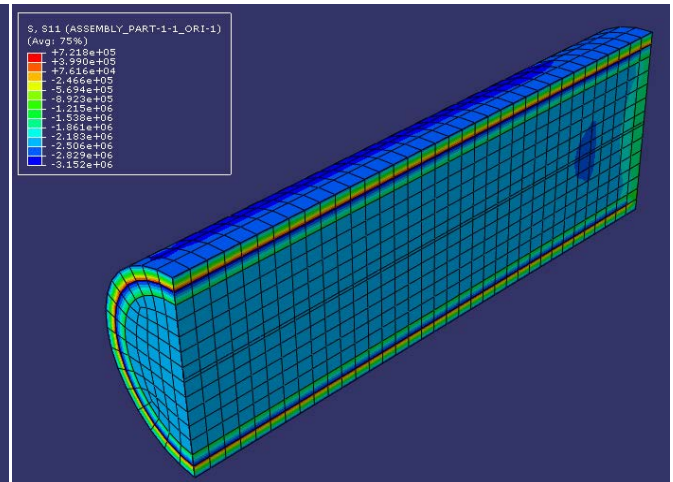 S, S11 (ASSEMBLY_PART-1-1_ORI-1)
(Avg: 75%)
+7.218e+05
+3.990e+05
+7.616e+04
-2.466e+05
-5.694e+05
-8.923e+05
-1.215e+06
-1.538e+06
-1.861e+06
-2.183e+06
-2.506e+06
-2.829e+06
-3.152e+06